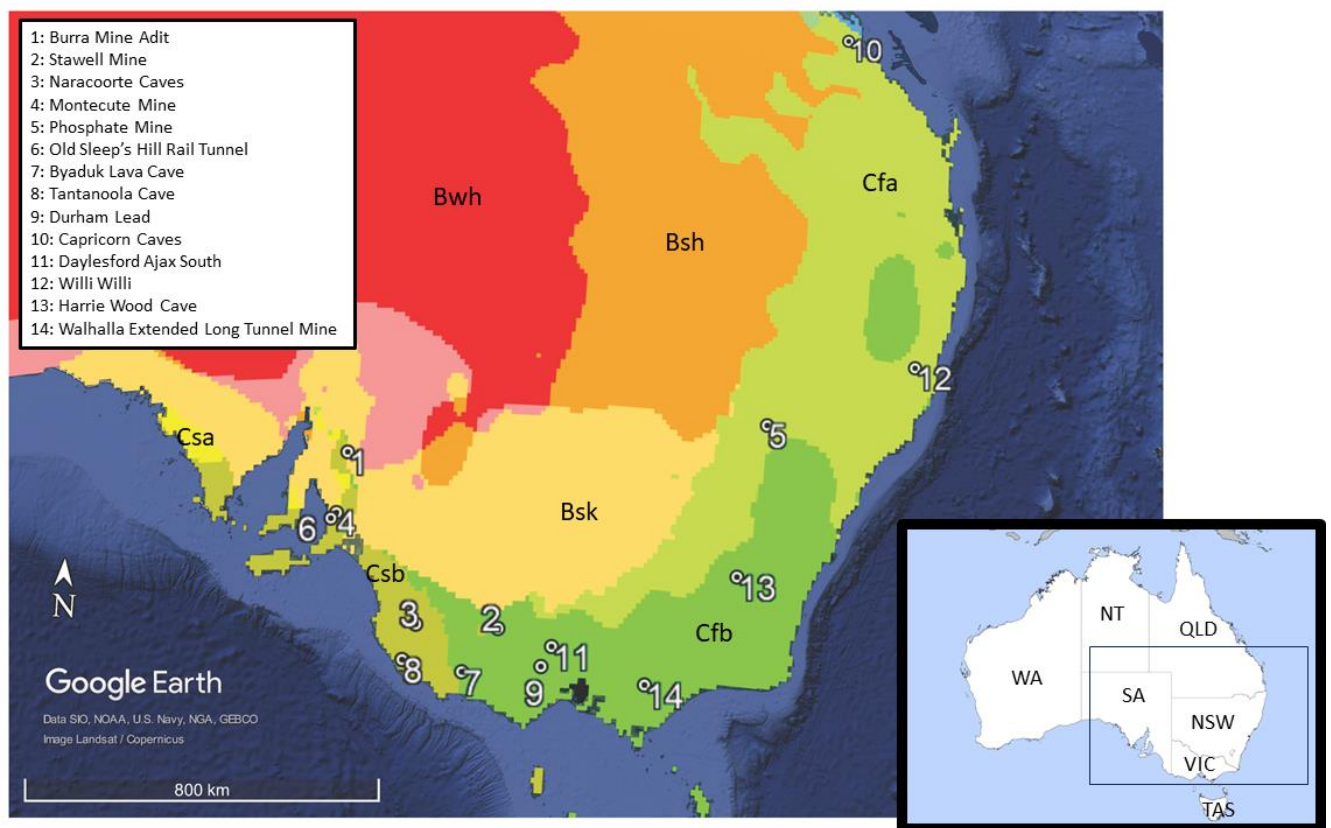 1: Burra Mine Adit
2: Stawell Mine
3: Naracoorte Caves
4: Montecute Mine
5: Phosphate Mine
6: Old Sleep's Hill Rail Tunnel
7: Byaduk Lava Cave
8: Tantanoola Cave
9: Durham Lead
10: Capricorn Caves
11: Daylesford Ajax South
12: Willi Willi
13: Harrie Wood Cave
14: Walhalla Extended Long Tunnel Mine
10
Bwh
Cfa
Bsh
12
Csa
5
1
Bsk
6
4
Csb
13
3
2
Cfb
11
8
7
9
14
N
Google Earth
Data SIO, NOAA, U.S. Navy, NGA, GEBCO
Image Landsat / Copernicus
800 km
NT
QLD
WA
SA
NSW
VIC
TAS